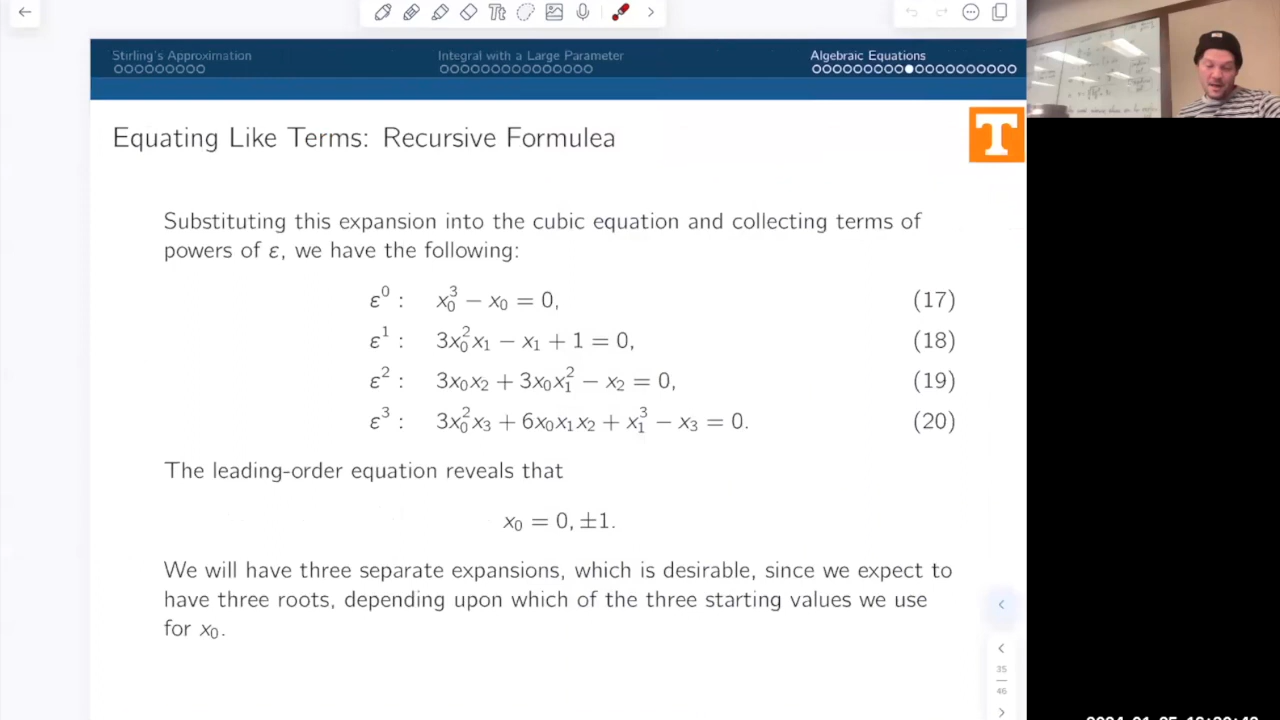 Stirling's Approximation
Integral with a Large Parameter
Algebraic Equations
Equating Like Terms: Recursive Formulea
T
Substituting this expansion into the cubic equation and collecting terms of
powers of ε, we have the following:
ε⁰ : x₀³ − x₀ = 0, (17)
ε¹ : 3x₀²x₁ − x₁ + 1 = 0, (18)
ε² : 3x₀x₂ + 3x₀x₁² − x₂ = 0, (19)
ε³ : 3x₀²x₃ + 6x₀x₁x₂ + x₁³ − x₃ = 0. (20)
The leading-order equation reveals that
x₀ = 0, ±1.
We will have three separate expansions, which is desirable, since we expect to
have three roots, depending upon which of the three starting values we use
for x₀.
35
46